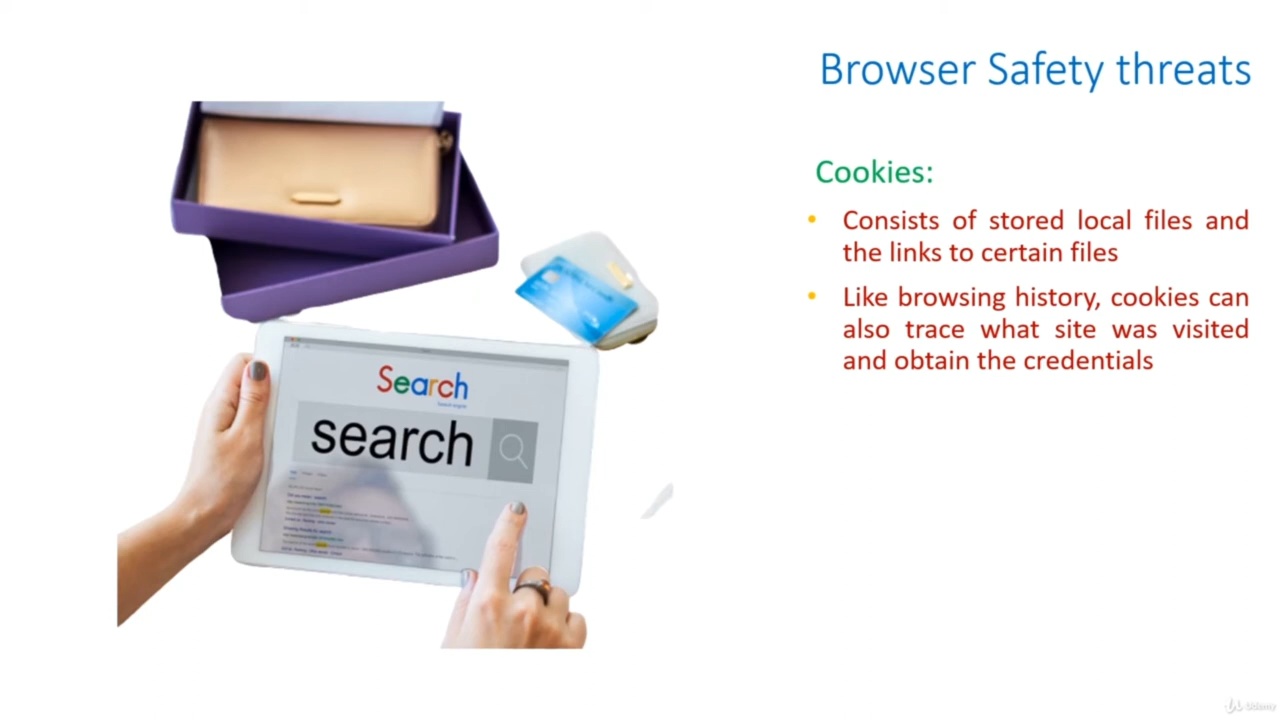 Browser Safety threats
Cookies:
• Consists of stored local files and
the links to certain files
• Like browsing history, cookies can
also trace what site was visited
and obtain the credentials
Search
search
Udemy